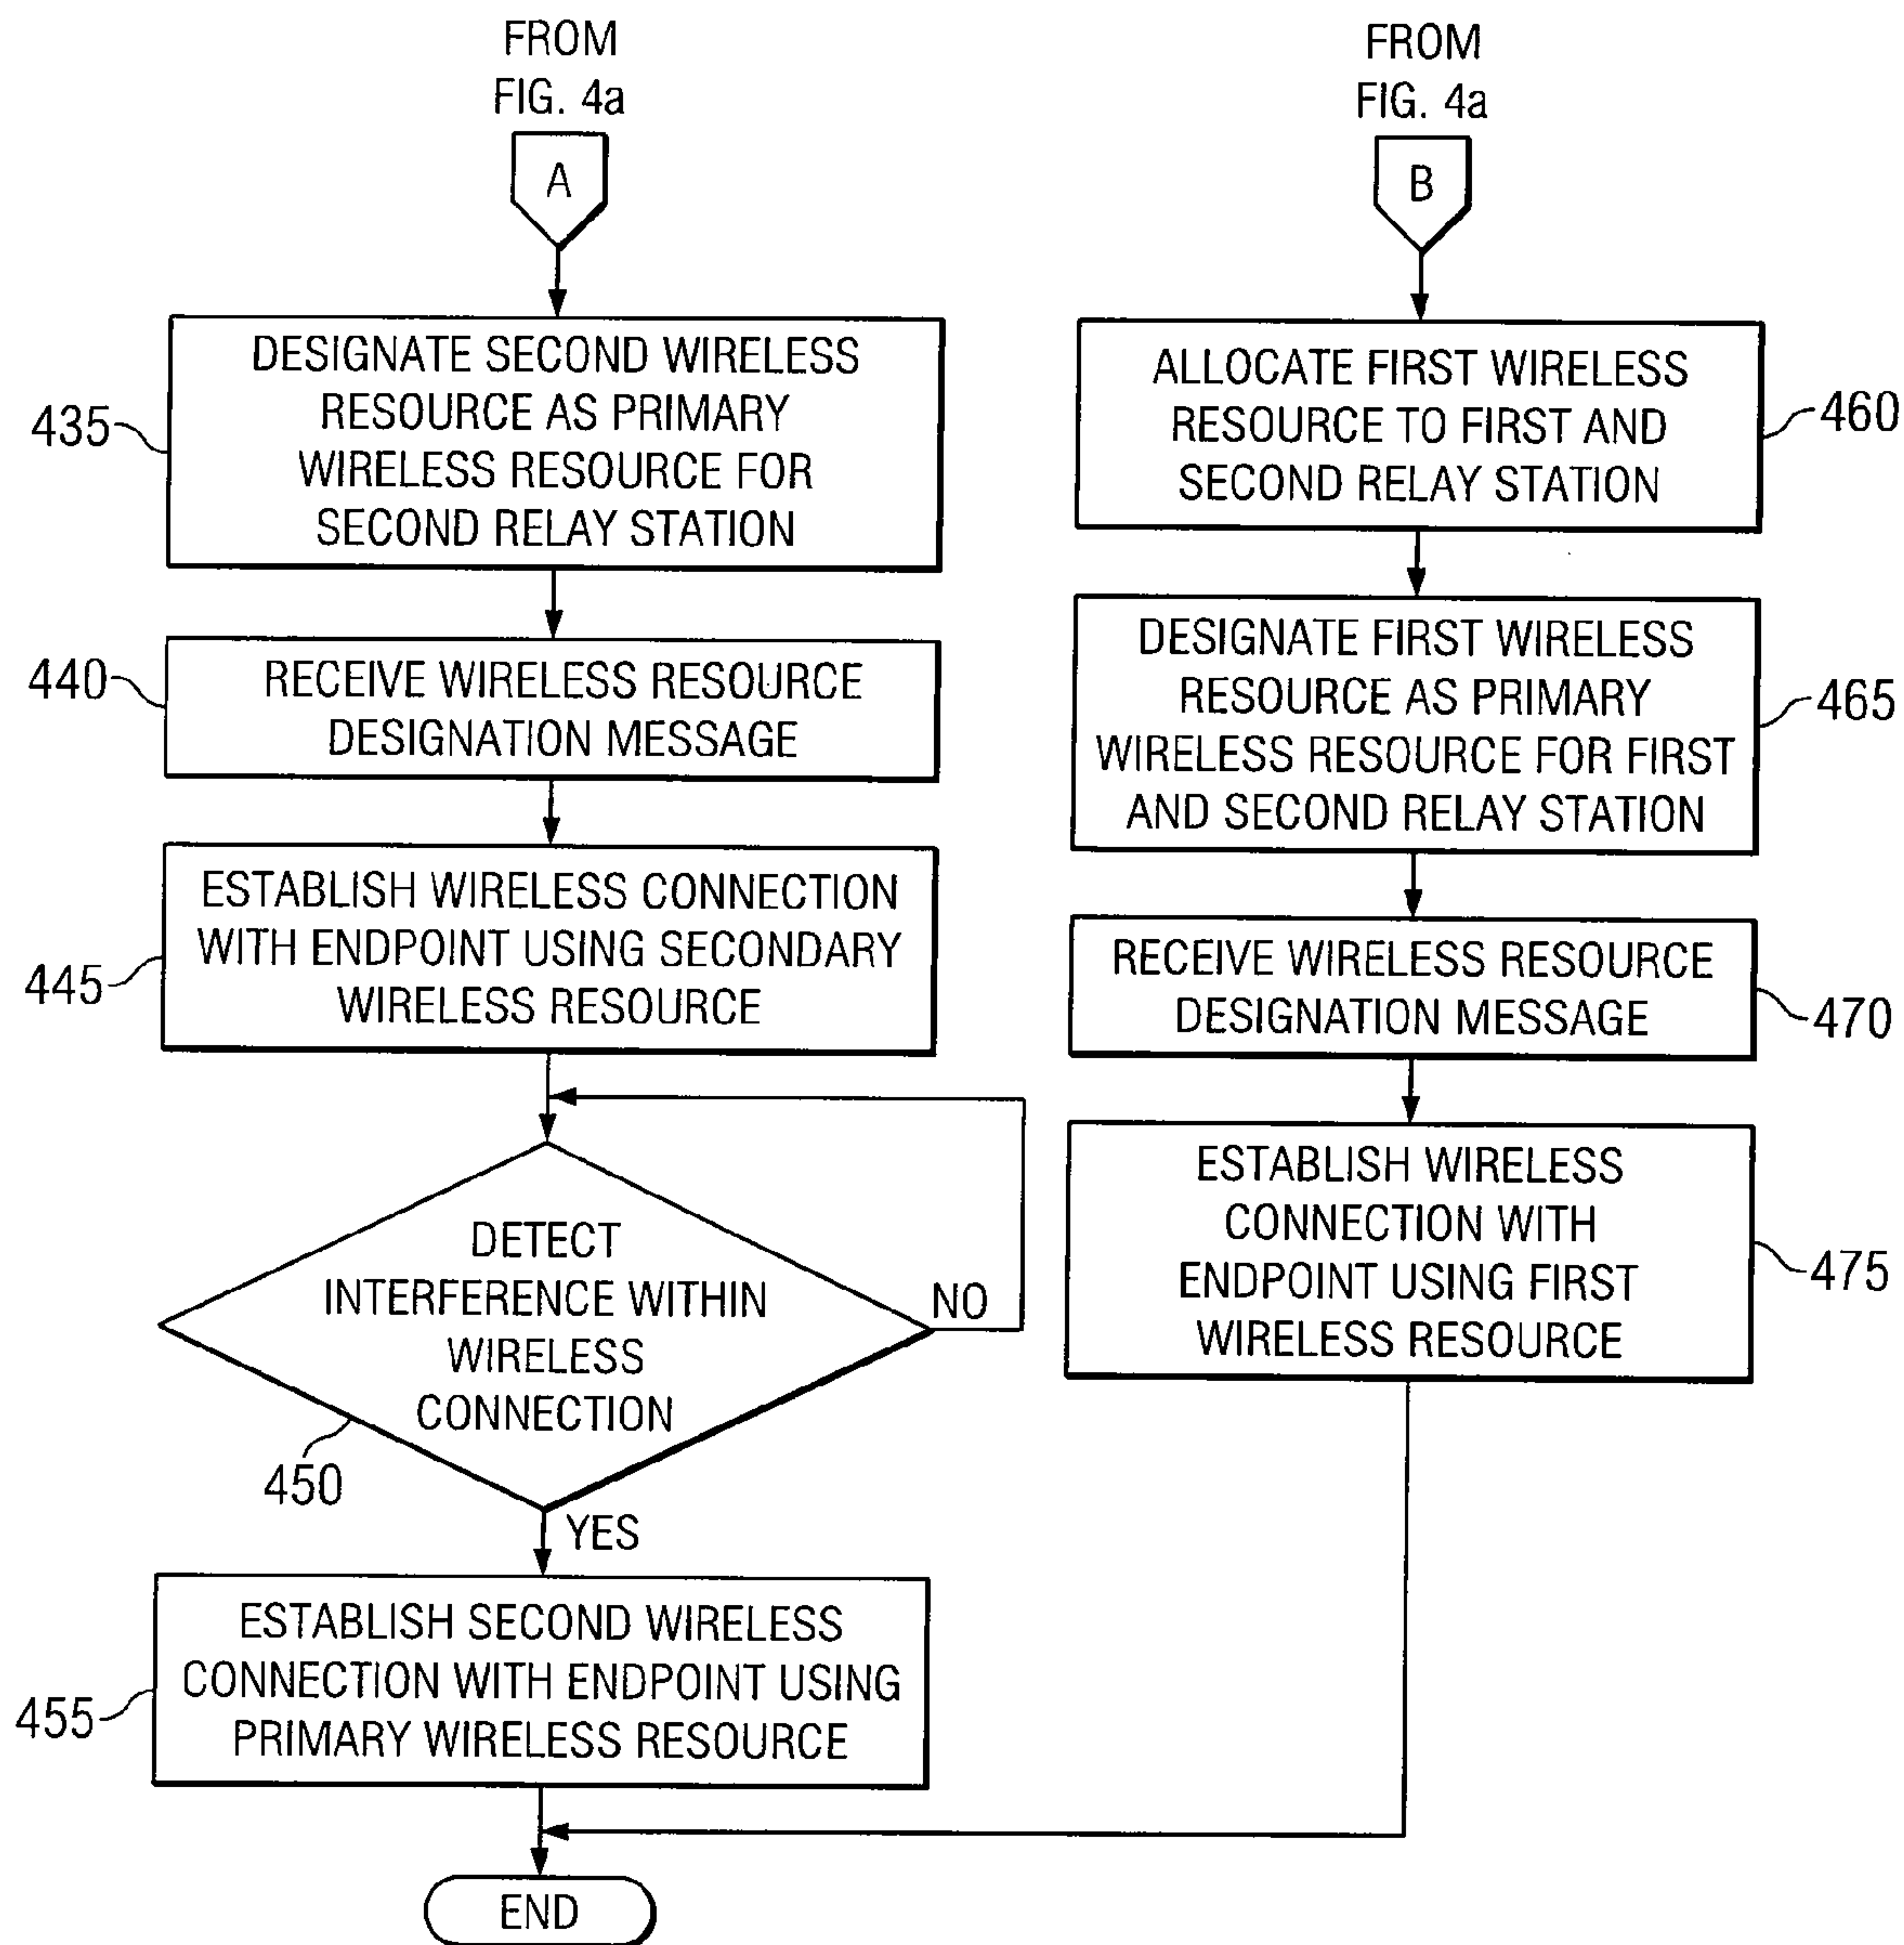 FROM
FIG. 4a
A
DESIGNATE SECOND WIRELESS
RESOURCE AS PRIMARY
WIRELESS RESOURCE FOR
SECOND RELAY STATION
435
RECEIVE WIRELESS RESOURCE
DESIGNATION MESSAGE
440
ESTABLISH WIRELESS CONNECTION
WITH ENDPOINT USING SECONDARY
WIRELESS RESOURCE
445
DETECT
INTERFERENCE WITHIN
WIRELESS
CONNECTION
NO
450
YES
ESTABLISH SECOND WIRELESS
CONNECTION WITH ENDPOINT USING
PRIMARY WIRELESS RESOURCE
455
END
FROM
FIG. 4a
B
ALLOCATE FIRST WIRELESS
RESOURCE TO FIRST AND
SECOND RELAY STATION
460
DESIGNATE FIRST WIRELESS
RESOURCE AS PRIMARY
WIRELESS RESOURCE FOR FIRST
AND SECOND RELAY STATION
465
RECEIVE WIRELESS RESOURCE
DESIGNATION MESSAGE
470
ESTABLISH WIRELESS
CONNECTION WITH
ENDPOINT USING FIRST
WIRELESS RESOURCE
475